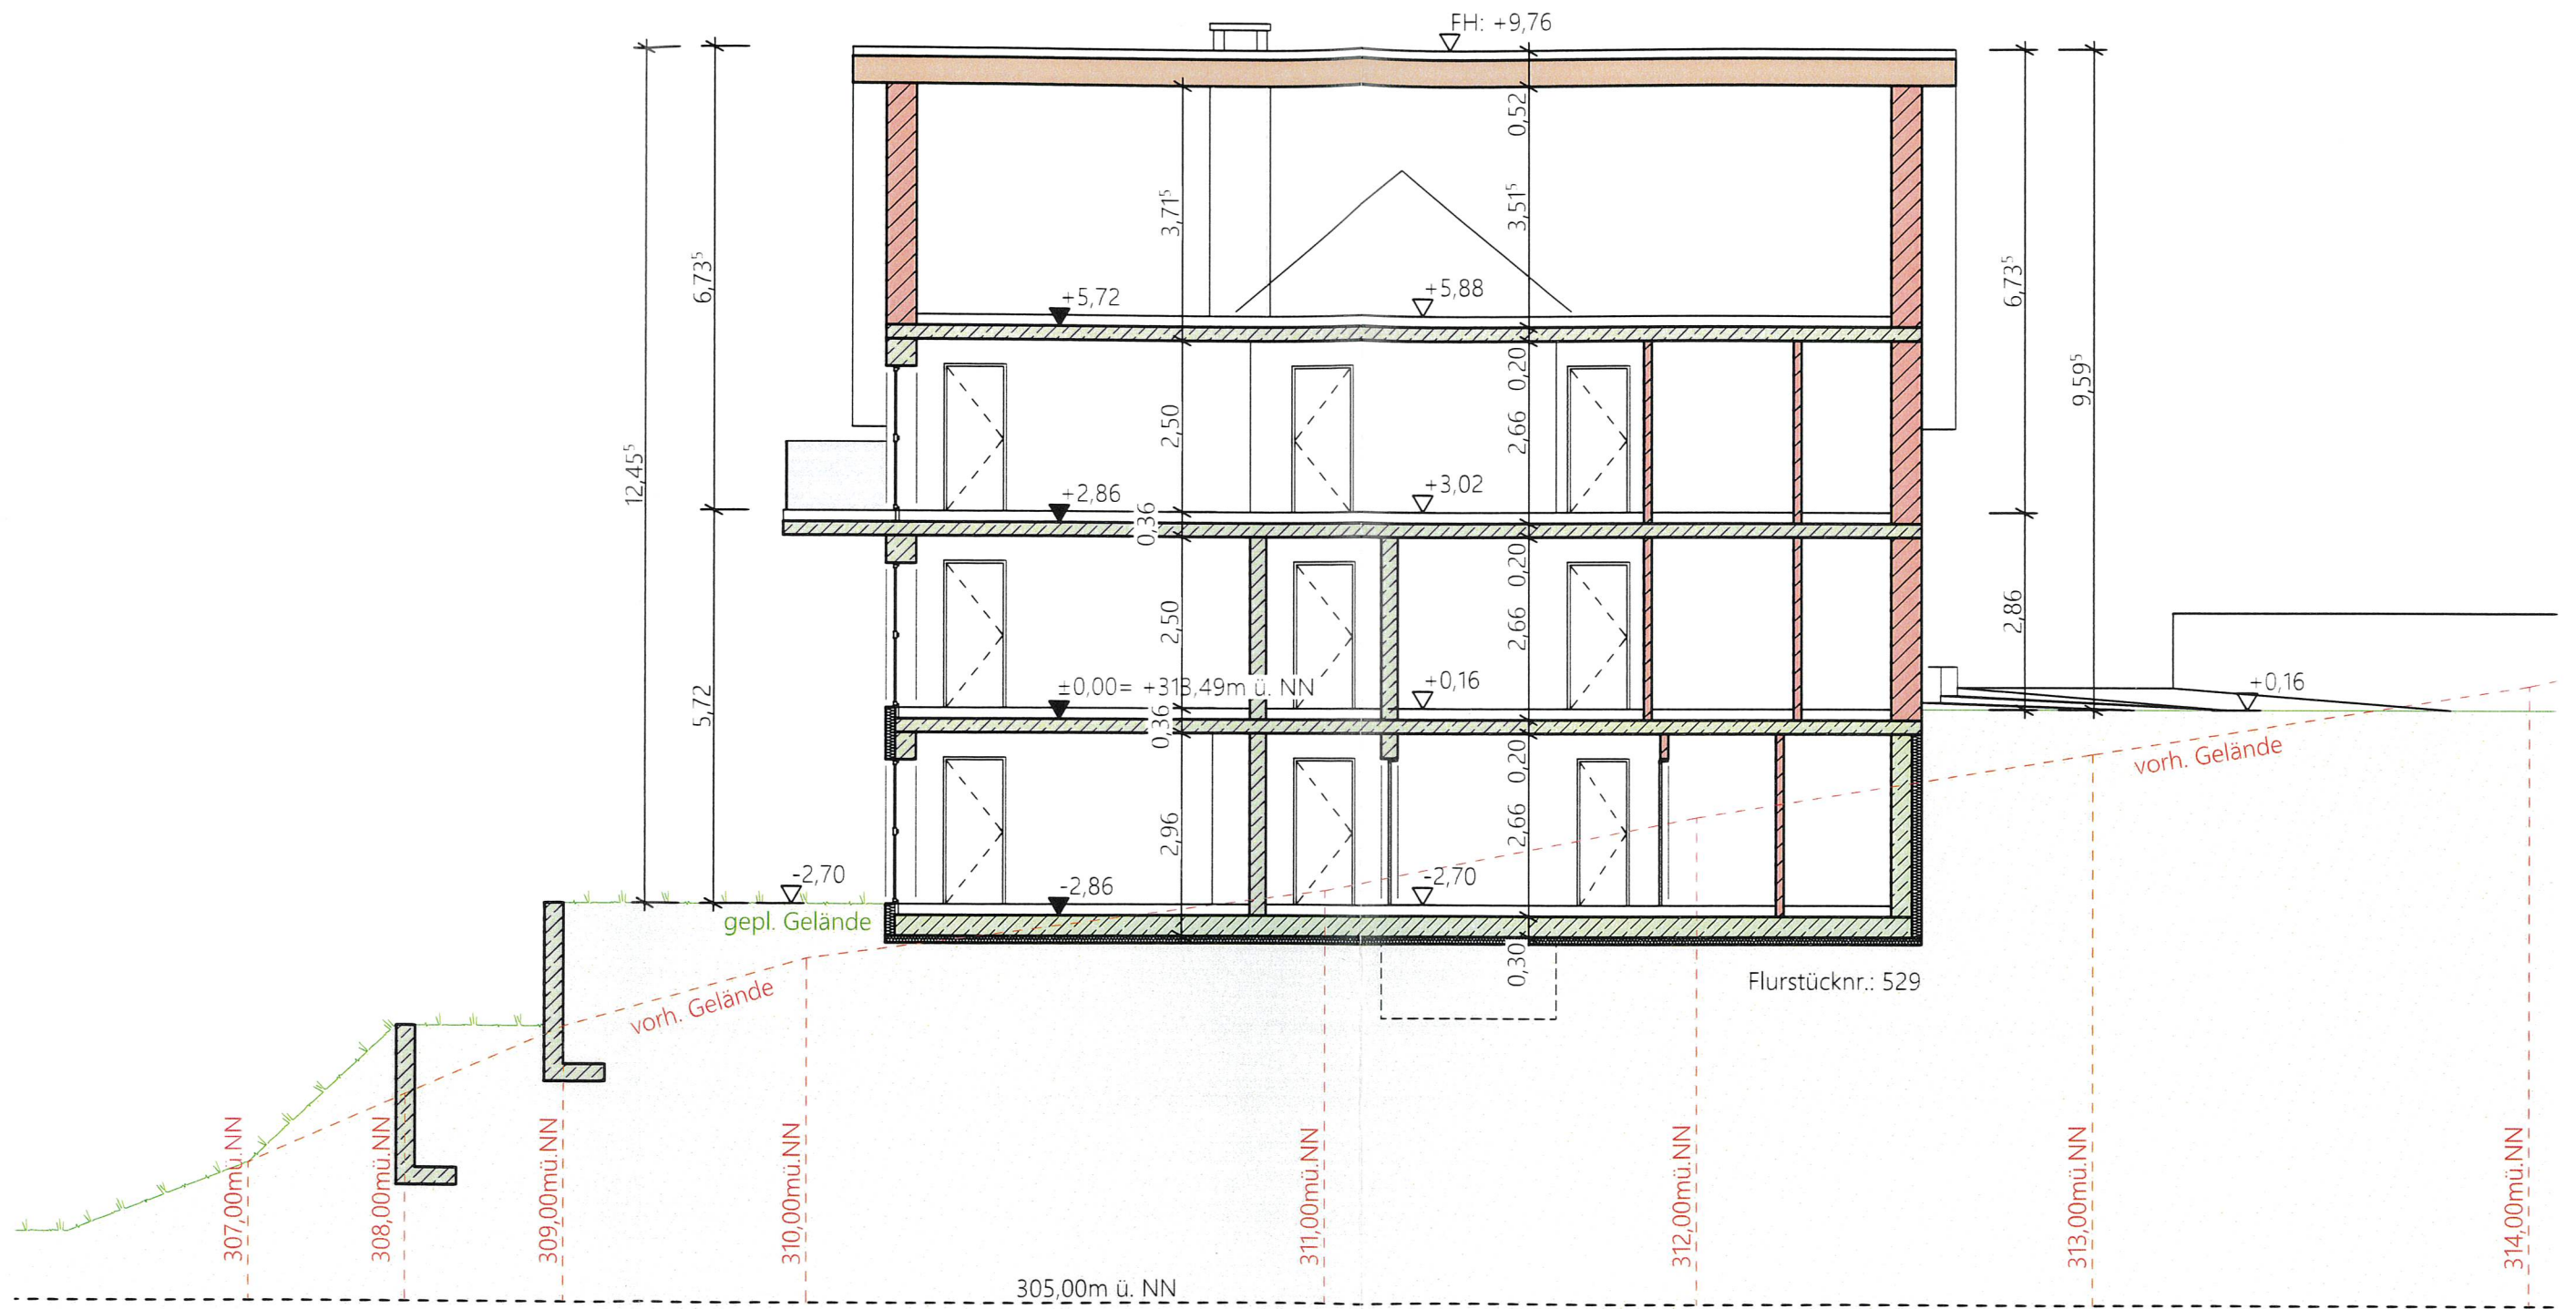 FH: +9,76
0,52
3,71⁵
3,51⁵
6,73⁵
6,73⁵
9,59⁵
12,45⁵
+5,72
+5,88
0,20
2,50
2,66
+2,86
+3,02
0,36
0,20
2,50
2,66
2,86
5,72
±0,00= +313,49m ü. NN
+0,16
+0,16
0,36
0,20
2,96
2,66
vorh. Gelände
-2,70
-2,86
-2,70
gepl. Gelände
0,30
Flurstücknr.: 529
vorh. Gelände
307,00mü.NN
308,00mü.NN
309,00mü.NN
310,00mü.NN
311,00mü.NN
312,00mü.NN
313,00mü.NN
314,00mü.NN
305,00m ü. NN